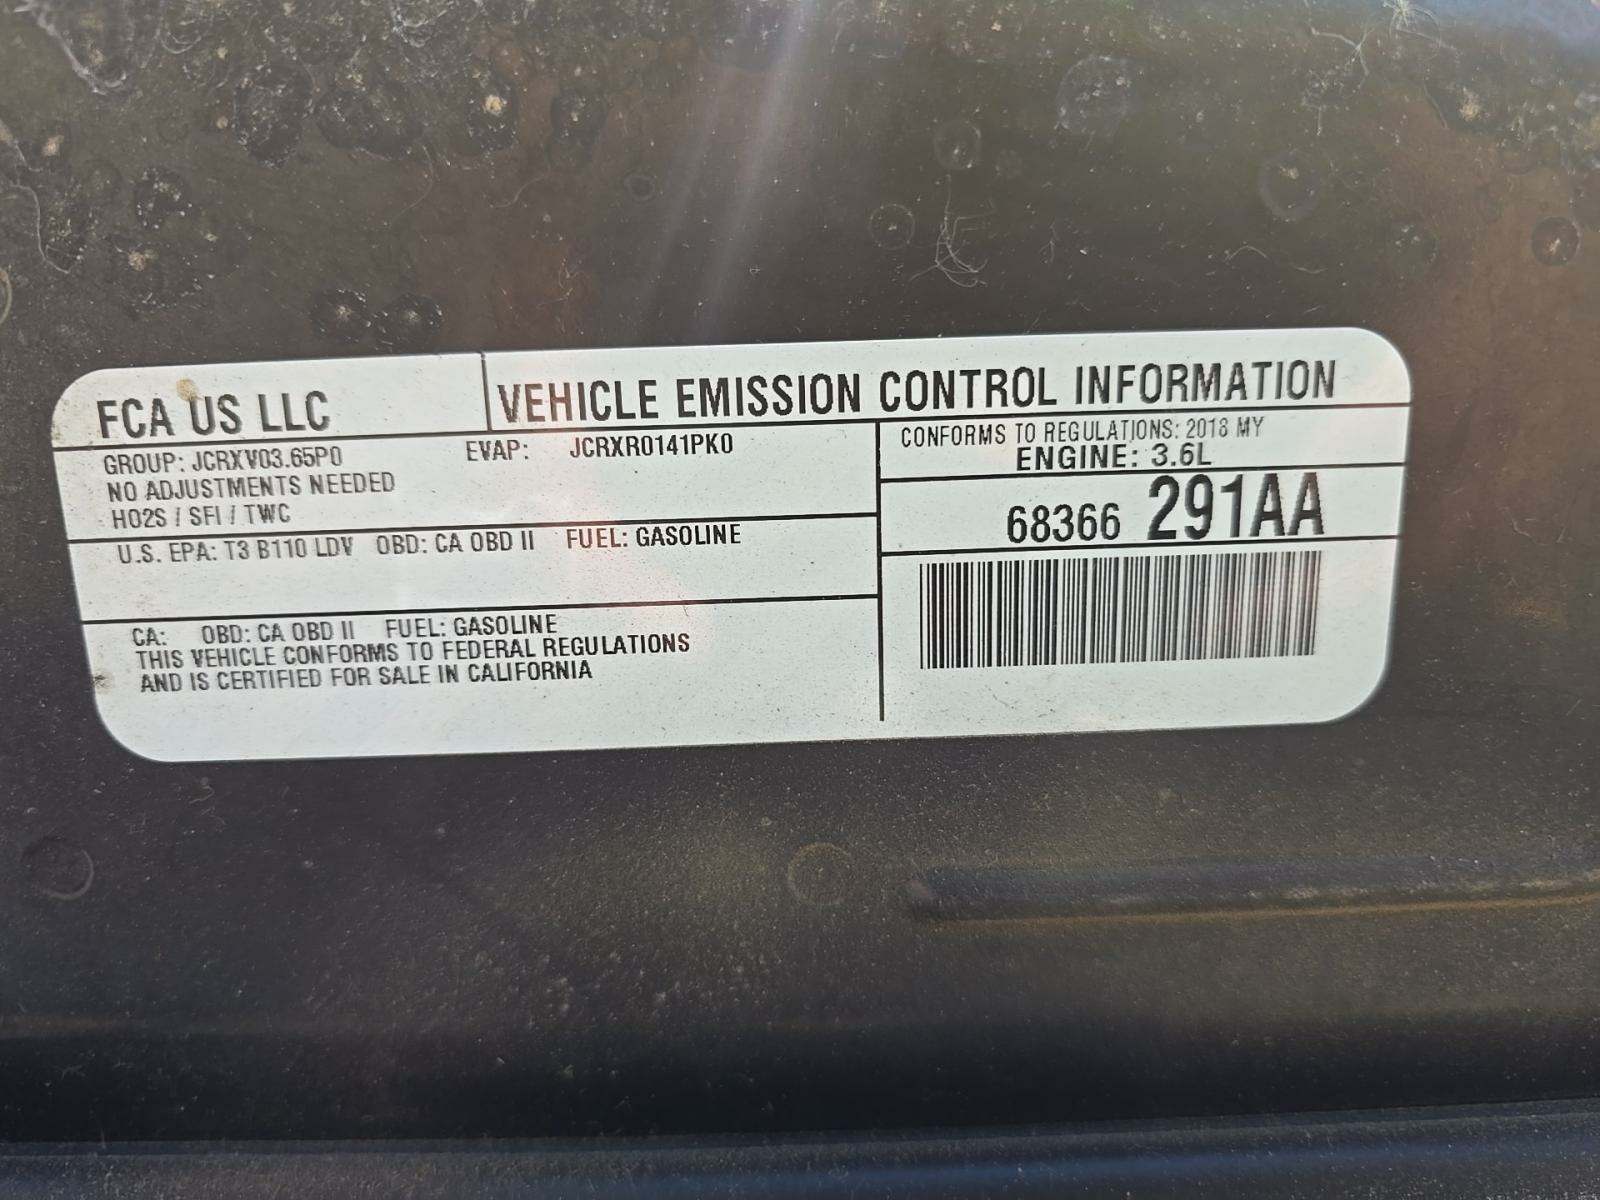 FCA US LLC
VEHICLE EMISSION CONTROL INFORMATION
GROUP: JCRXV03.65P0 EVAP: JCRXR0141PK0
NO ADJUSTMENTS NEEDED
HO2S / SFI / TWC
U.S. EPA: T3 B110 LDV OBD: CA OBD II FUEL: GASOLINE
CA: OBD: CA OBD II FUEL: GASOLINE
THIS VEHICLE CONFORMS TO FEDERAL REGULATIONS
AND IS CERTIFIED FOR SALE IN CALIFORNIA
CONFORMS TO REGULATIONS: 2018 MY
ENGINE: 3.6L
68366 291AA